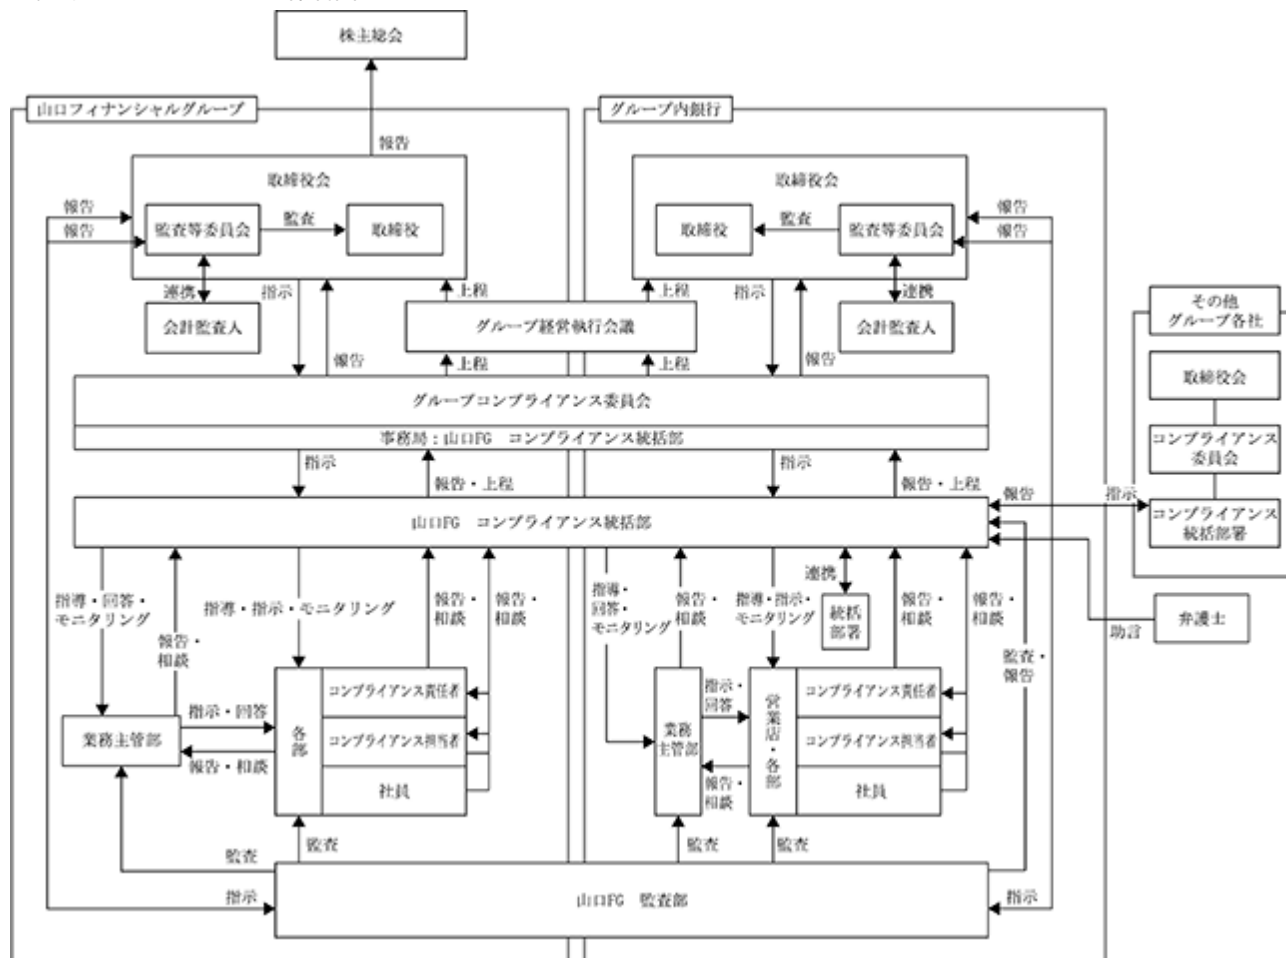 株主総会
山口フィナンシャルグループ
グループ内銀行
報告
取締役会
取締役会
報告
報告
監査等委員会
監査
取締役
取締役
監査
監査等委員会
報告
報告
連携
指示
上程
上程
指示
連携
会計監査人
グループ経営執行会議
会計監査人
その他
グループ各社
報告
上程
上程
報告
取締役会
グループコンプライアンス委員会
事務局:山口FG コンプライアンス統括部
コンプライアンス
委員会
指示
報告・上程
指示
報告・上程
報告
指示
山口FG コンプライアンス統括部
コンプライアンス
統括部署
指導・回答・
モニタリング
報告・
相談
指導・指示・モニタリング
報告・
相談
報告・
相談
指導・
回答・
モニタリング
報告・
相談
指導・指示・
モニタリング
連携
統括
部署
報告・
相談
報告・
相談
弁護士
助言
監査・
報告
業務主管部
指示・回答
報告・相談
各部
コンプライアンス責任者
コンプライアンス担当者
社員
業務
主管部
指示・
回答
報告・
相談
営業店・各部
コンプライアンス責任者
コンプライアンス担当者
社員
監査
監査
監査
監査
指示
山口FG 監査部
指示